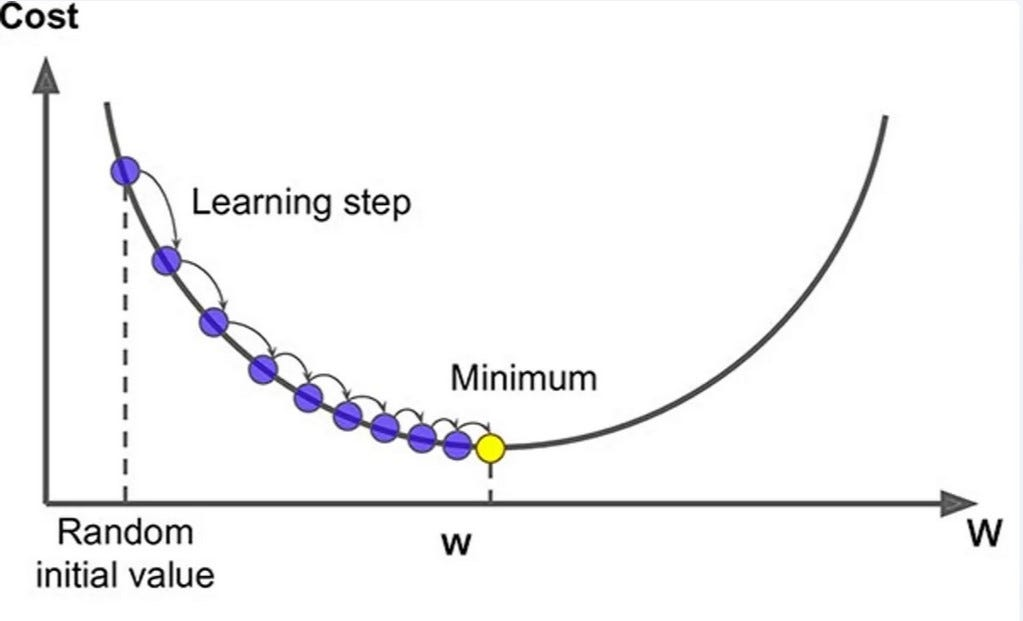 Cost
Learning step
Minimum
Random
initial value
w
W